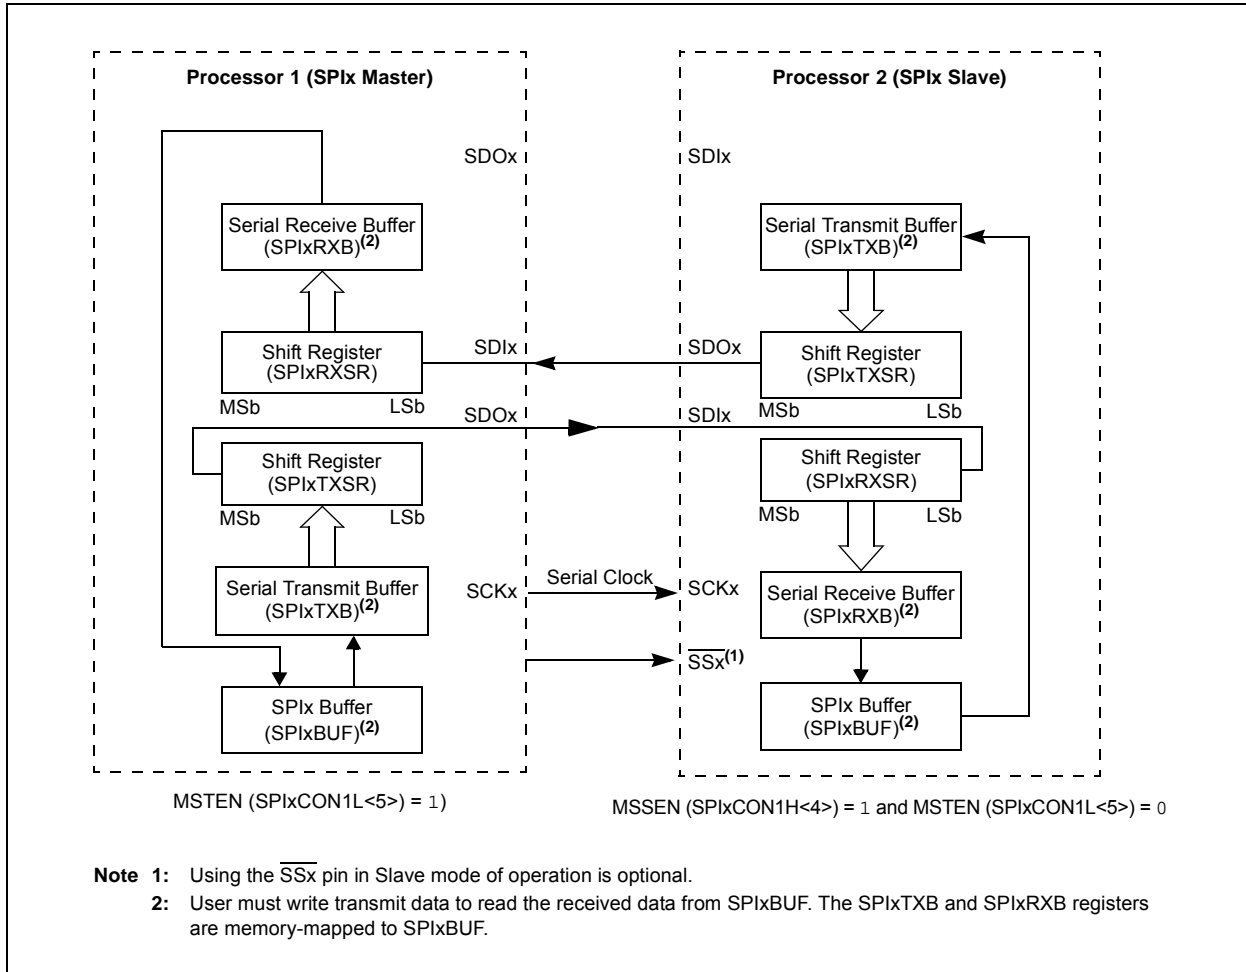 Processor 1 (SPIx Master)
SDOx
Serial Receive Buffer
(SPIxRXB)(2)
Shift Register
(SPIxRXSR)
MSb
LSb
SDIx
SDOx
Shift Register
(SPIxTXSR)
MSb
LSb
Serial Transmit Buffer
(SPIxTXB)(2)
SCKx
Serial Clock
SPIx Buffer
(SPIxBUF)(2)
MSTEN (SPIxCON1L<5>) = 1)
Processor 2 (SPIx Slave)
SDIx
Serial Transmit Buffer
(SPIxTXB)(2)
SDOx
Shift Register
(SPIxTXSR)
MSb
LSb
SDIx
Shift Register
(SPIxRXSR)
MSb
LSb
SCKx
Serial Receive Buffer
(SPIxRXB)(2)
SSx(1)
SPIx Buffer
(SPIxBUF)(2)
MSSEN (SPIxCON1H<4>) = 1 and MSTEN (SPIxCON1L<5>) = 0
Note 1: Using the SSx pin in Slave mode of operation is optional.
2: User must write transmit data to read the received data from SPIxBUF. The SPIxTXB and SPIxRXB registers
are memory-mapped to SPIxBUF.